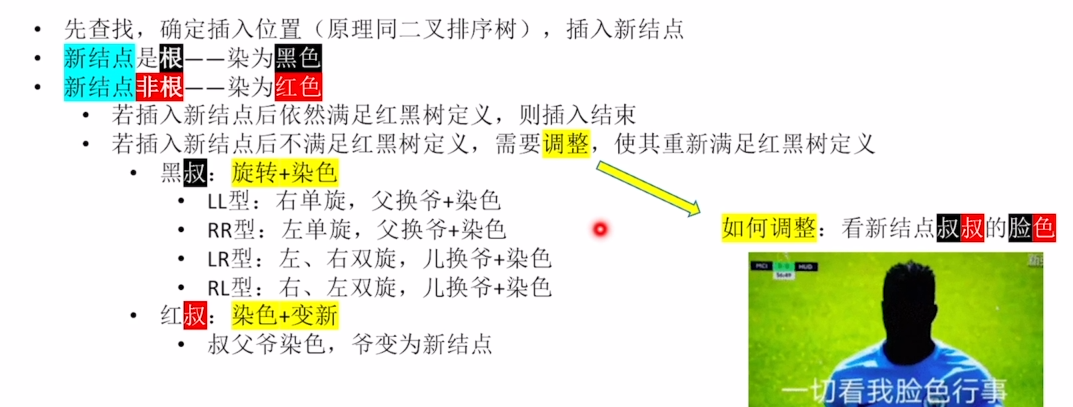 • 先查找，确定插入位置（原理同二叉排序树），插入新结点
• 新结点是根——染为黑色
• 新结点非根——染为红色
• 若插入新结点后依然满足红黑树定义，则插入结束
• 若插入新结点后不满足红黑树定义，需要调整，使其重新满足红黑树定义
• 黑叔：旋转+染色
• LL型：右单旋，父换爷+染色
• RR型：左单旋，父换爷+染色
• LR型：左、右双旋，儿换爷+染色
• RL型：右、左双旋，儿换爷+染色
• 红叔：染色+变新
• 叔父爷染色，爷变为新结点
如何调整：看新结点叔叔的脸色
MCI
HUD
56:49
一切看我脸色行事